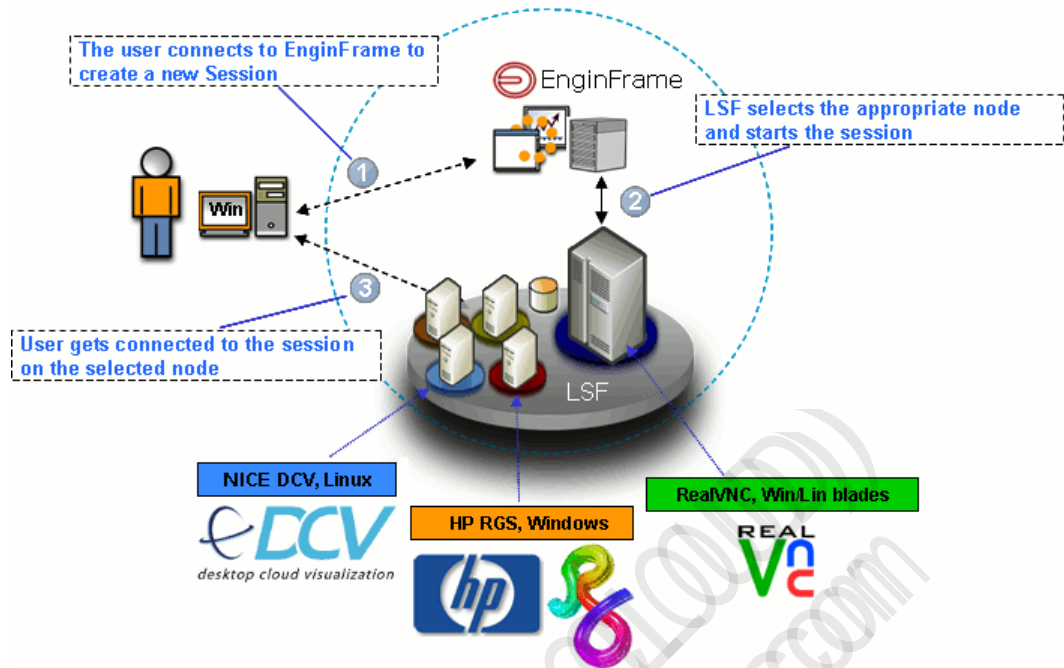 The user connects to EnginFrame to
create a new Session
EnginFrame
LSF selects the appropriate node
and starts the session
1
2
Win
3
User gets connected to the session
on the selected node
LSF
NICE DCV, Linux
RealVNC, Win/Lin blades
HP RGS, Windows
DCV
desktop cloud visualization
hp
REAL
Vnc